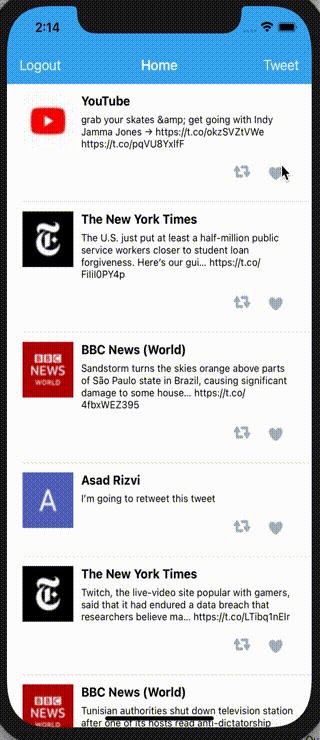 2:14
Logout Home Tweet
YouTube
grab your skates &amp; get going with Indy
Jamma Jones → https://t.co/okzSVZtVWe
https://t.co/pqVU8YxlfF
The New York Times
The U.S. just put at least a half-million public
service workers closer to student loan
forgiveness. Here's our gui... https://t.co/
FiIiI0PY4p
BBC
NEWS
WORLD
BBC News (World)
Sandstorm turns the skies orange above parts
of São Paulo state in Brazil, causing significant
damage to some house... https://t.co/
4fbxWEZ395
A
Asad Rizvi
I'm going to retweet this tweet
The New York Times
Twitch, the live-video site popular with gamers,
said that it had endured a data breach that
researchers believe ma... https://t.co/LTibq1nElr
BBC
NEWS
BBC News (World)
Tunisian authorities shut down television station
after one of its hosts read anti-dictatorship